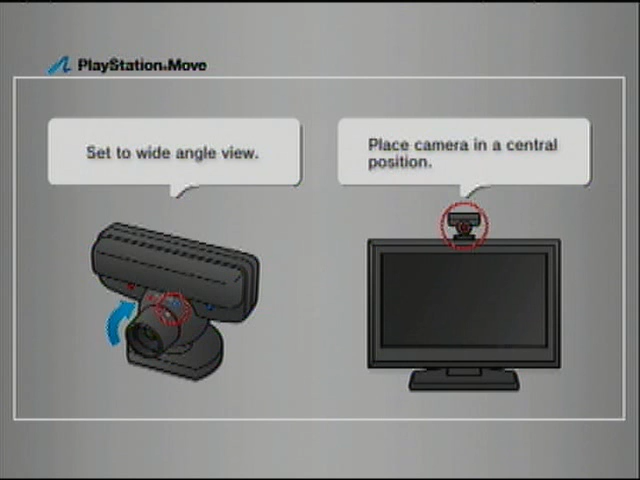 PlayStation®Move
Set to wide angle view.
Place camera in a central
position.